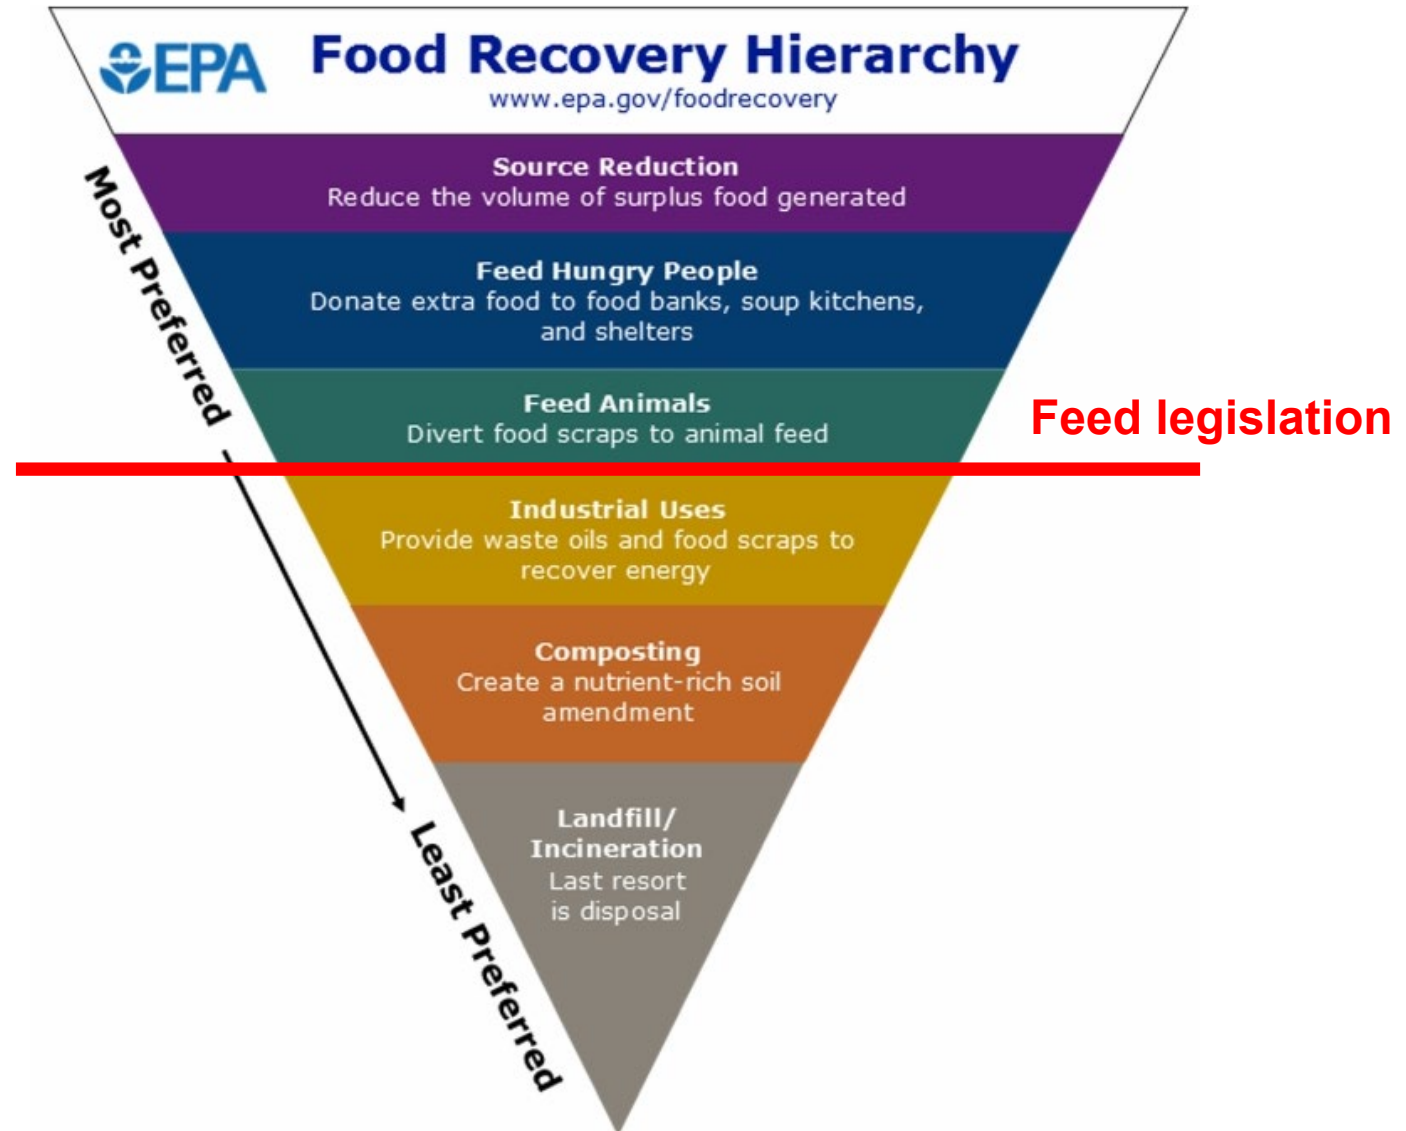 EPA
Food Recovery Hierarchy
www.epa.gov/foodrecovery
Most Preferred
Source Reduction
Reduce the volume of surplus food generated
Feed Hungry People
Donate extra food to food banks, soup kitchens,
and shelters
Feed Animals
Divert food scraps to animal feed
Feed legislation
Industrial Uses
Provide waste oils and food scraps to
recover energy
Composting
Create a nutrient-rich soil
amendment
Landfill/
Incineration
Last resort
is disposal
Least Preferred